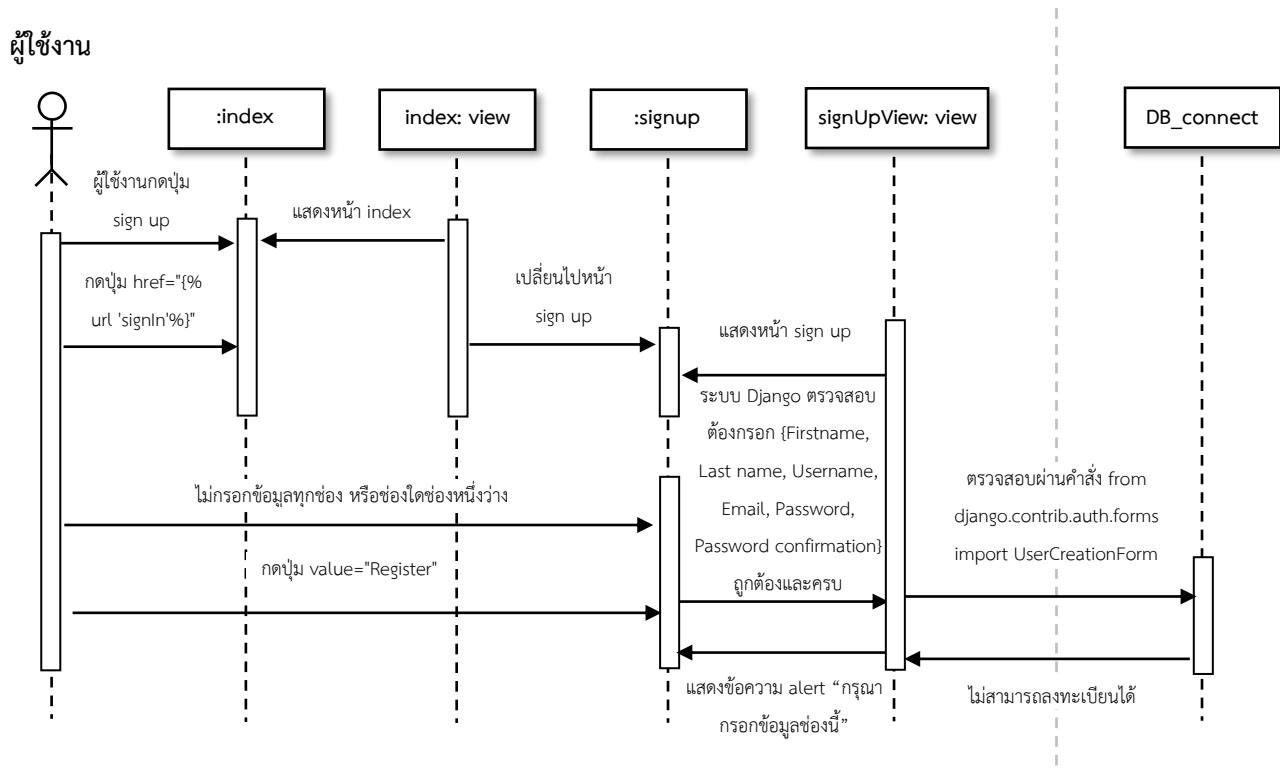 ผู้ใช้งาน
:index
index: view
:signup
signUpView: view
DB_connect
ผู้ใช้งานกดปุ่ม
sign up
แสดงหน้า index
กดปุ่ม href="{%
url 'signIn'%}"
เปลี่ยนไปหน้า
sign up
แสดงหน้า sign up
ระบบ Django ตรวจสอบ
ต้องกรอก {Firstname,
Last name, Username,
Email, Password,
Password confirmation}
ถูกต้องและครบ
ไม่กรอกข้อมูลทุกช่อง หรือช่องใดช่องหนึ่งว่าง
กดปุ่ม value="Register"
ตรวจสอบผ่านคำสั่ง from
django.contrib.auth.forms
import UserCreationForm
แสดงข้อความ alert “กรุณา
กรอกข้อมูลช่องนี้”
ไม่สามารถลงทะเบียนได้